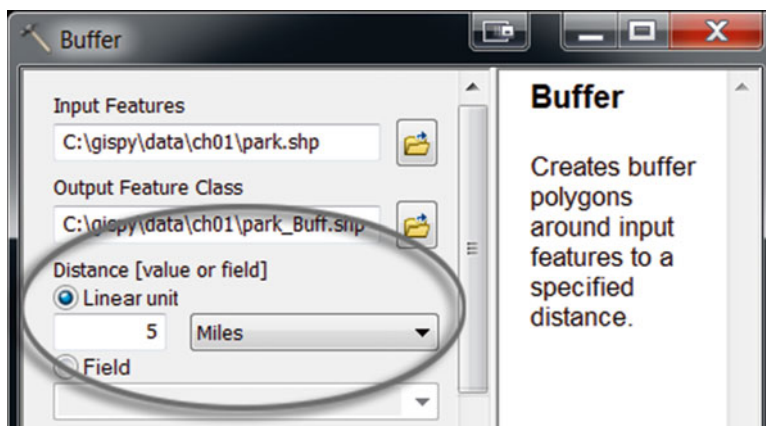 Buffer
Input Features
C:\gispy\data\ch01\park.shp
Output Feature Class
C:\gispy\data\ch01\park_Buff.shp
Distance [value or field]
Linear unit
5 Miles
Field
Buffer
Creates buffer
polygons
around input
features to a
specified
distance.